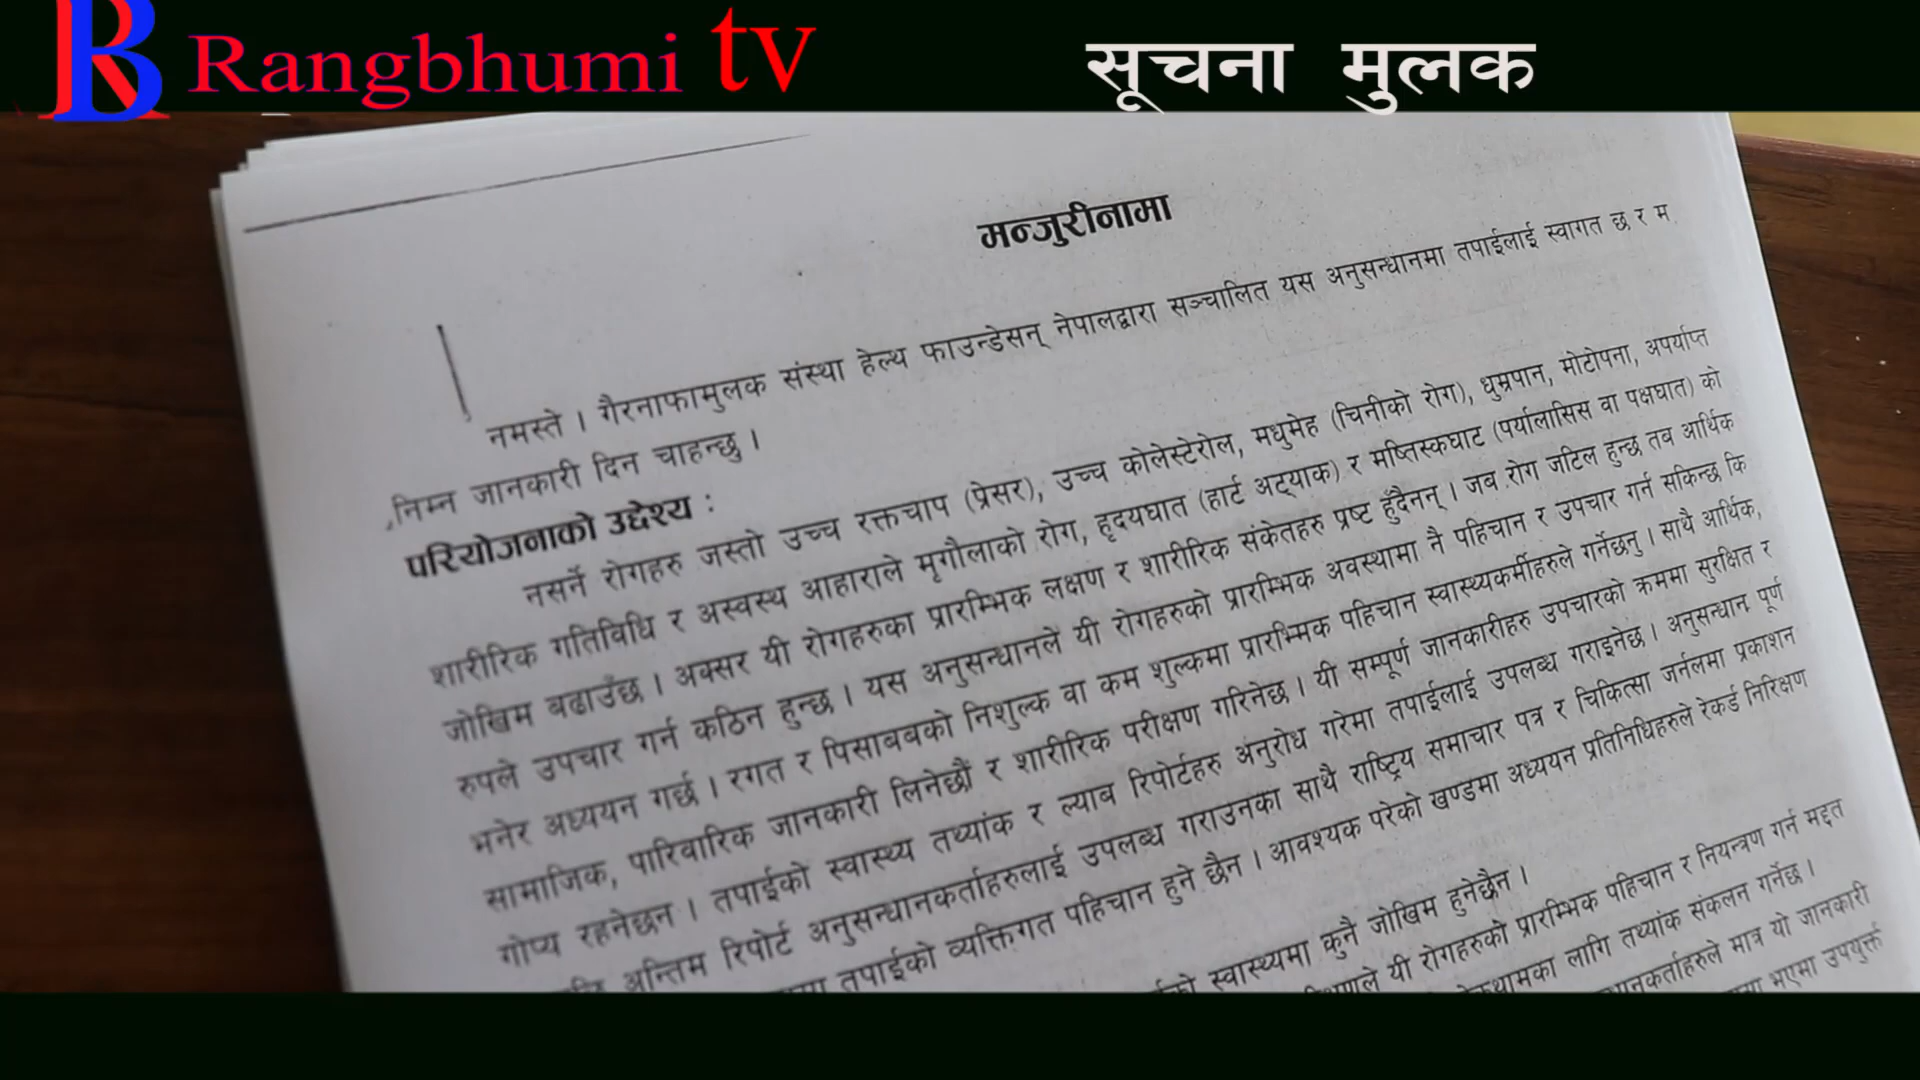 Rangbhumi tv
सूचना मुलक
मन्जुरीनामा
नमस्ते । गैरनाफामुलक संस्था हेल्थ फाउन्डेसन् नेपालद्वारा सञ्चालित यस अनुसन्धानमा तपाईलाई स्वागत छ र म
निम्न जानकारी दिन चाहन्छु ।
परियोजनाको उद्देश्य :
नसर्ने रोगहरु जस्तो उच्च रक्तचाप (प्रेसर), उच्च कोलेस्टेरोल, मधुमेह (चिनीको रोग), धुम्रपान, मोटोपना, अपर्याप्त
शारीरिक गतिविधि र अस्वस्थ आहाराले मृगौलाको रोग, हृदयघात (हार्ट अट्याक) र मष्तिस्कघाट (पर्यालासिस वा पक्षघात) को
जोखिम बढाउँछ । अक्सर यी रोगहरुका प्रारम्भिक लक्षण र शारीरिक संकेतहरु प्रष्ट हुँदैनन् । जब रोग जटिल हुन्छ तब आर्थिक
रुपले उपचार गर्न कठिन हुन्छ । यस अनुसन्धानले यी रोगहरुको प्रारम्भिक अवस्थामा नै पहिचान र उपचार गर्न सकिन्छ कि
भनेर अध्ययन गर्छ । रगत र पिसाबबको निशुल्क वा कम शुल्कमा प्रारभ्मिक पहिचान स्वास्थ्यकर्मीहरुले गर्नेछन् । साथै आर्थिक,
सामाजिक, पारिवारिक जानकारी लिनेछौं र शारीरिक परीक्षण गरिनेछ । यी सम्पूर्ण जानकारीहरु उपचारको क्रममा सुरक्षित र
गोप्य रहनेछन । तपाईको स्वास्थ्य तथ्यांक र ल्याब रिपोर्टहरु अनुरोध गरेमा तपाईलाई उपलब्ध गराइनेछ । अनुसन्धान पूर्ण
अन्तिम रिपोर्ट अनुसन्धानकर्ताहरुलाई उपलब्ध गराउनका साथै राष्ट्रिय समाचार पत्र र चिकित्सा जर्नलमा प्रकाशन
तपाईको व्यक्तिगत पहिचान हुने छैन । आवश्यक परेको खण्डमा अध्ययन प्रतिनिधिहरुले रेकर्ड निरिक्षण
स्वास्थ्यमा कुनै जोखिम हुनेछैन ।
यी रोगहरुको प्रारम्भिक पहिचान र नियन्त्रण गर्न मद्दत
लागि तथ्यांक संकलन गर्नेछ ।
मात्र यो जानकारी
भएमा उपयुक्त